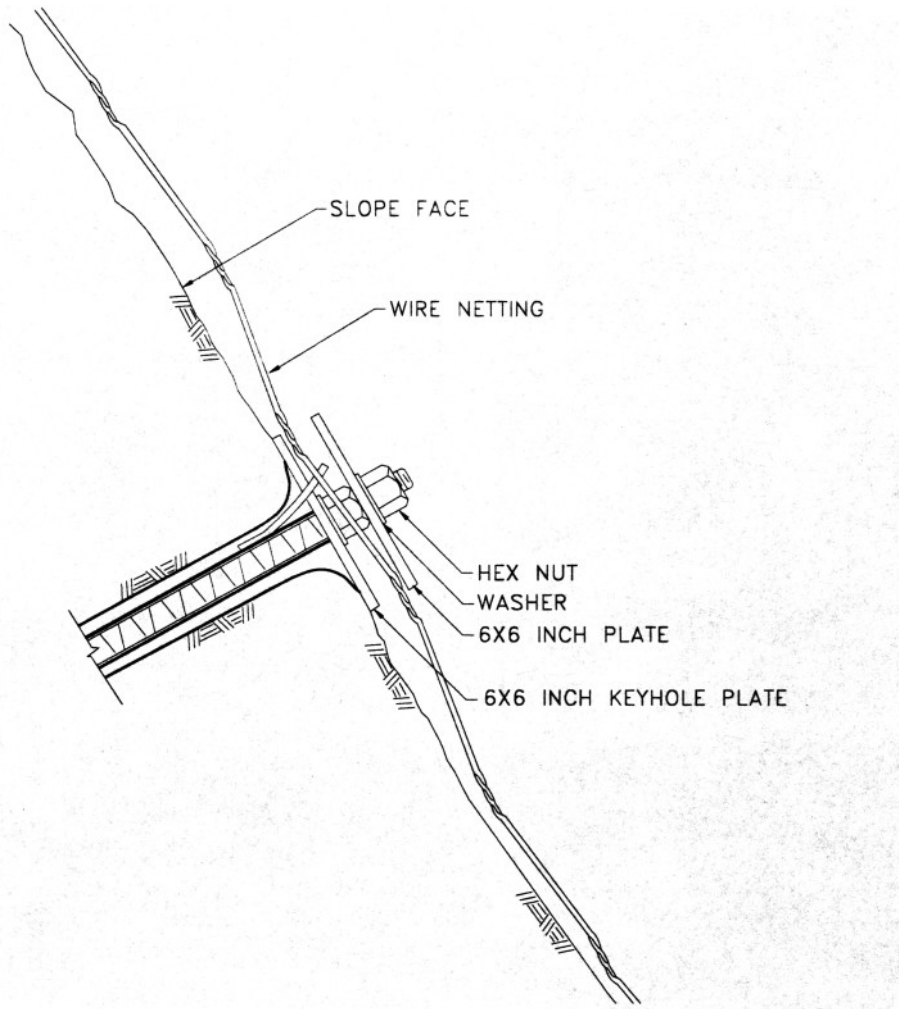 SLOPE FACE
WIRE NETTING
HEX NUT
WASHER
6X6 INCH PLATE
6X6 INCH KEYHOLE PLATE